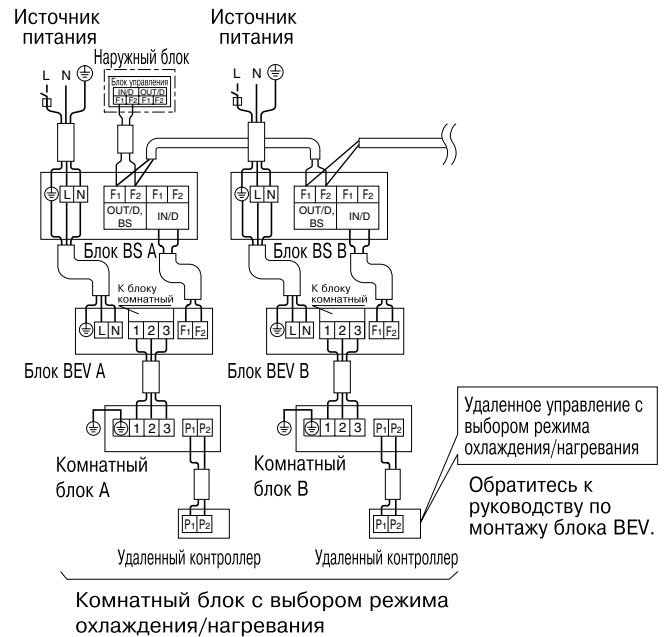 Источник
питания
Источник
питания
Наружный блок
L N
Блок управления
IN/D OUT/D
F1 F2 F1 F2
L N
L N
F1 F2 F1 F2
OUT/D,
BS
IN/D
L N
F1 F2 F1 F2
OUT/D,
BS
IN/D
Блок BS A
Блок BS B
К блоку
комнатный
К блоку
комнатный
L N
1 2 3
F1 F2
L N
1 2 3
F1 F2
Блок BEV A
Блок BEV B
1 2 3
P1 P2
1 2 3
P1 P2
Удаленное управление с
выбором режима
охлаждения/нагревания
Комнатный
блок A
Комнатный
блок B
Обратитесь к
руководству по
монтажу блока BEV.
P1 P2
P1 P2
Удаленный контроллер
Удаленный контроллер
Комнатный блок с выбором режима
охлаждения/нагревания